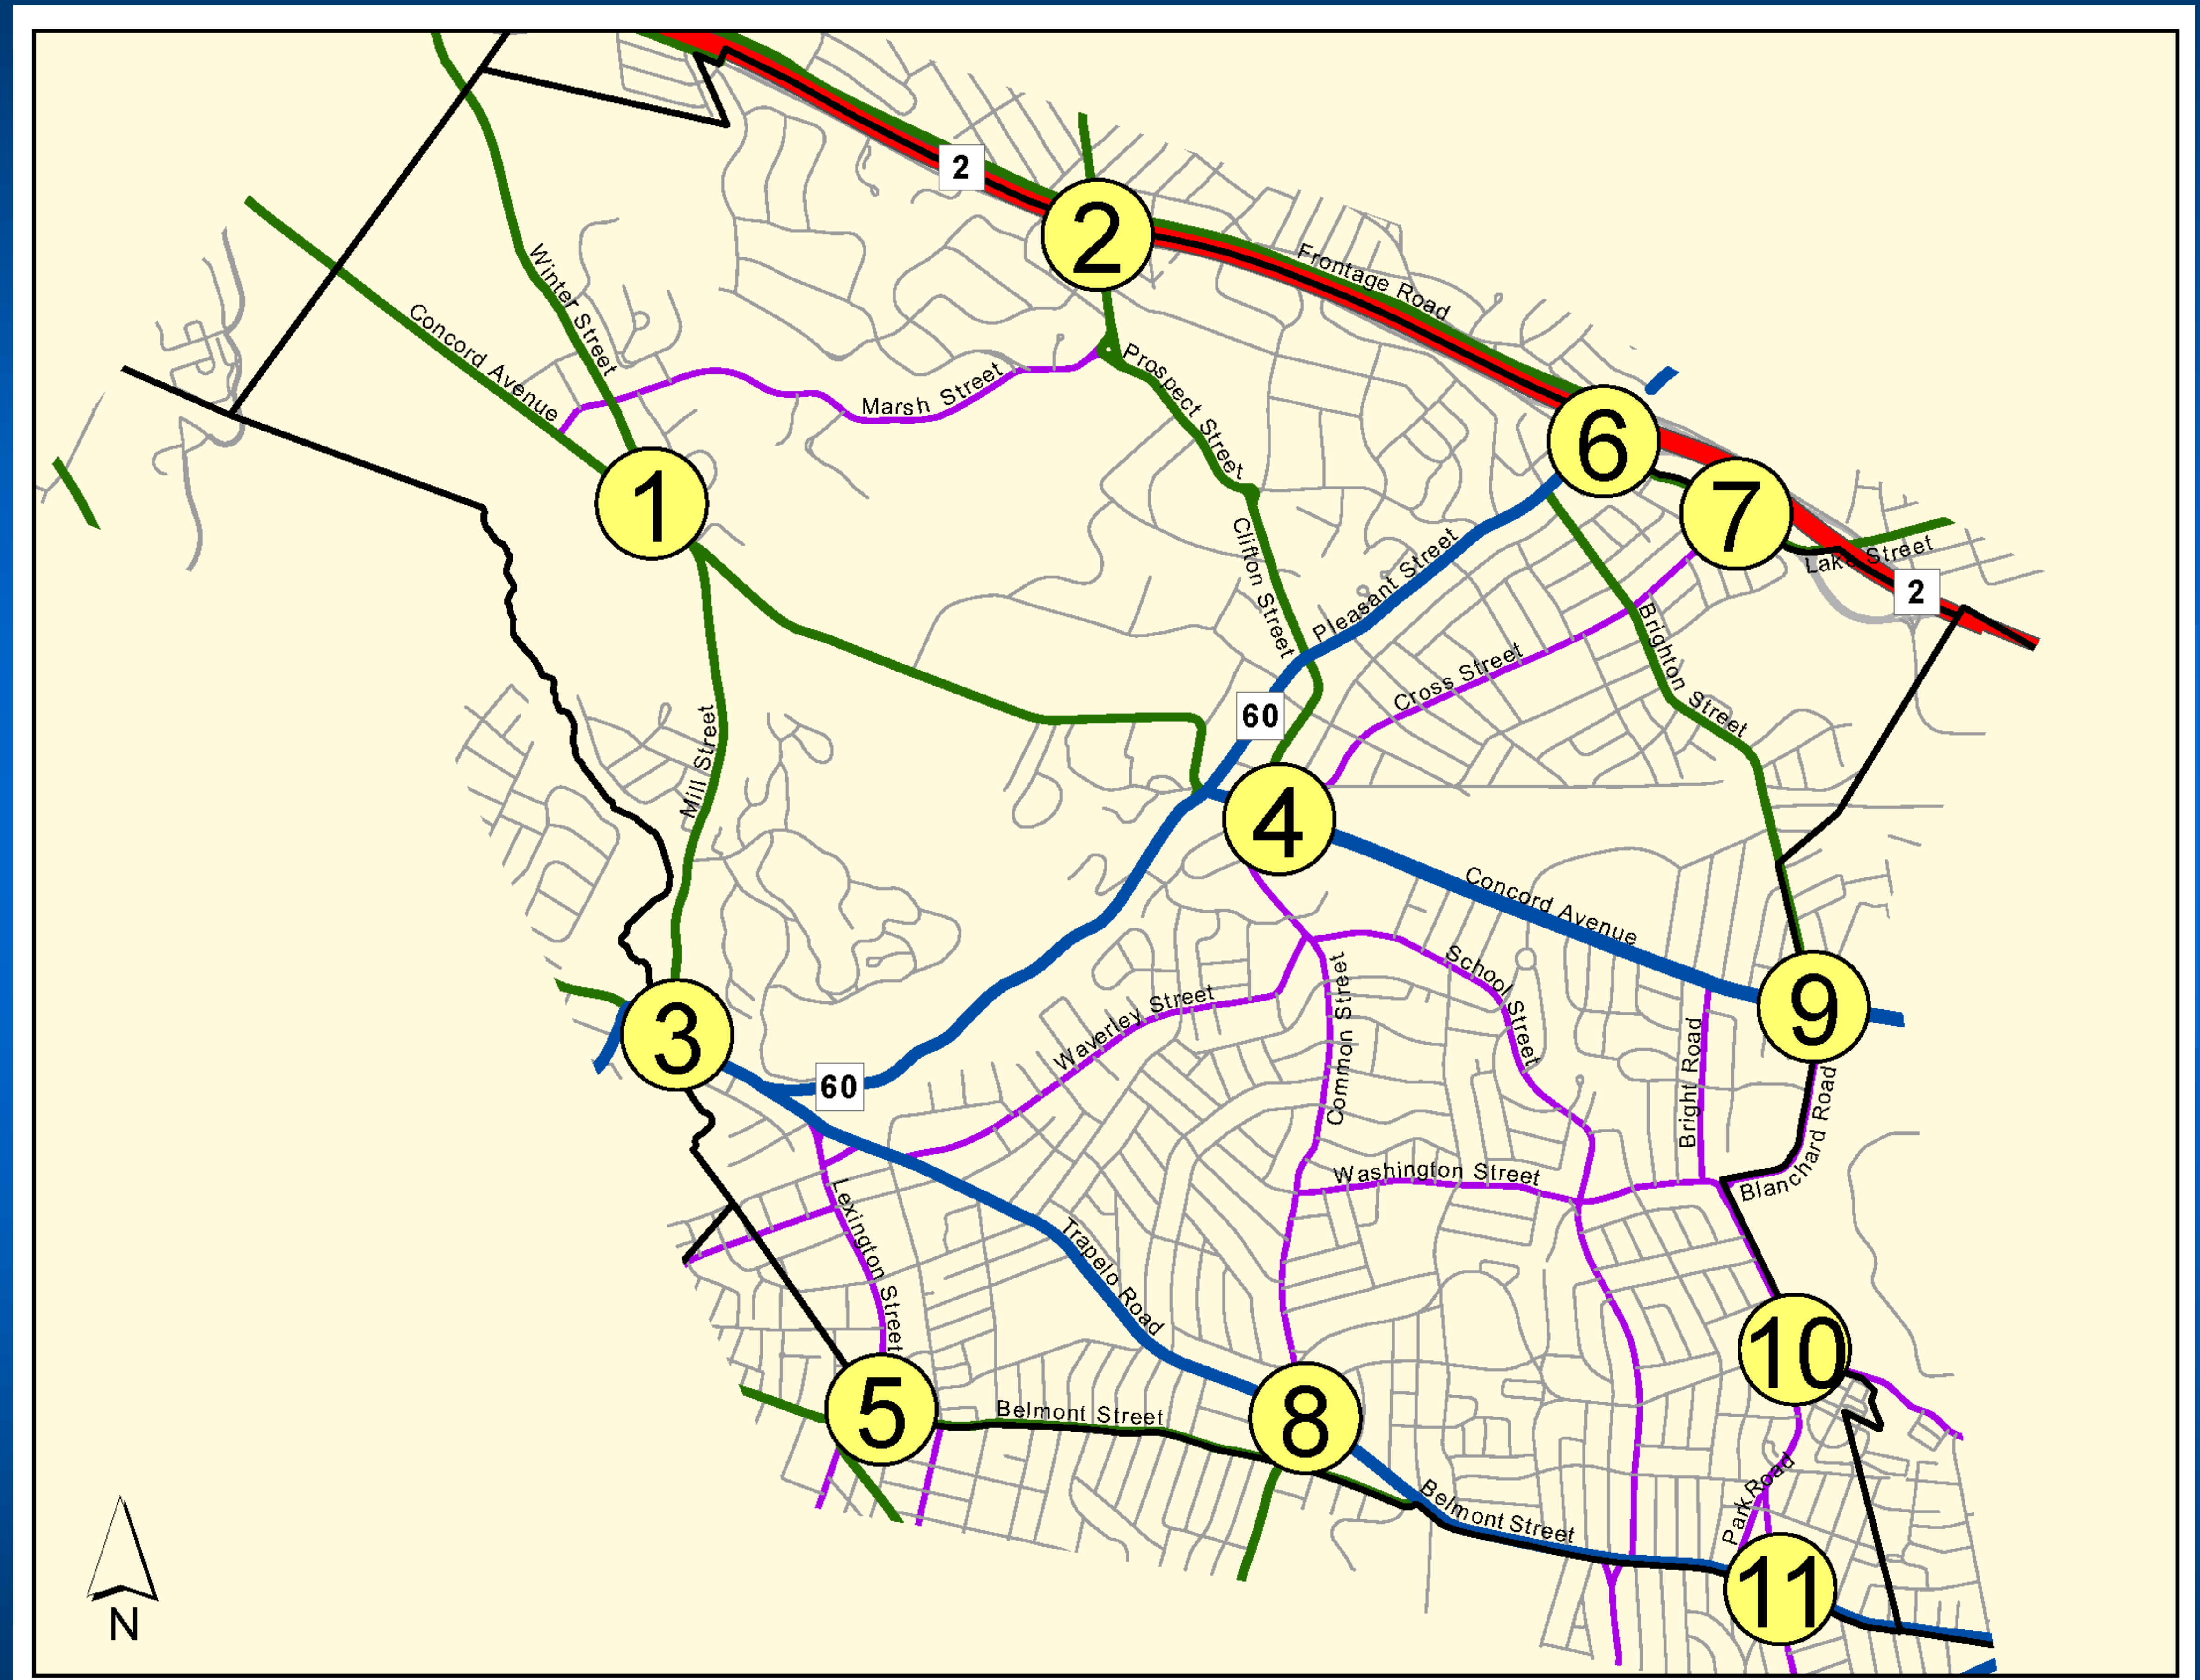 2
2
Frontage Road
Winter Street
Concord Avenue
Marsh Street
Prospect Street
6
1
7
Clifton Street
Pleasant Street
Lake Street
2
Brighton Street
Cross Street
60
Mill Street
4
Concord Avenue
School Street
9
3
Waverley Street
Common Street
Bright Road
60
Blanchard Road
Washington Street
Lexington Street
Trapelo Road
10
5
Belmont Street
8
Park Road
Belmont Street
11
N